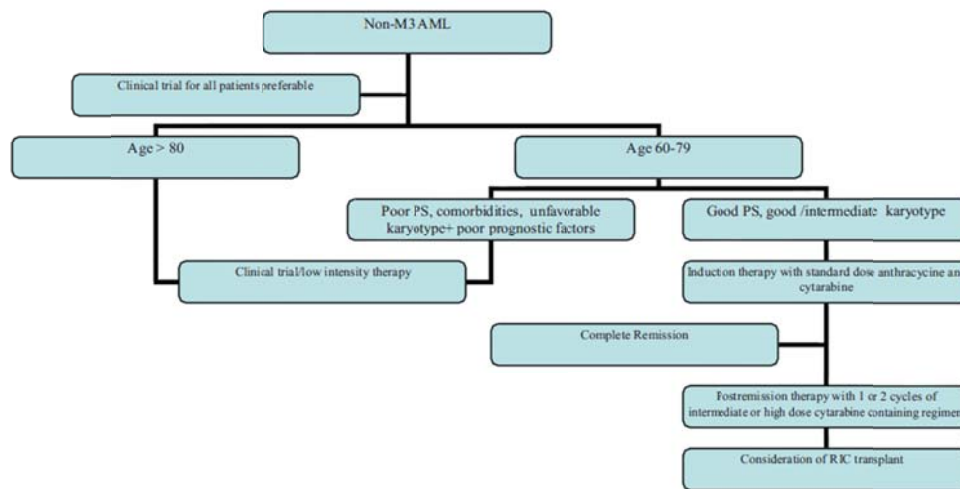 Non-M3 AML
Clinical trial for all patients preferable
Age > 80
Age 60-79
Poor PS, comorbidities, unfavorable
karyotype+ poor prognostic factors
Good PS, good /intermediate karyotype
Clinical trial/low intensity therapy
Induction therapy with standard dose anthracycine an
cytarabine
Complete Remission
Postremission therapy with 1 or 2 cycles of
intermediate or high dose cytarabine containing regimen
Consideration of RIC transplant